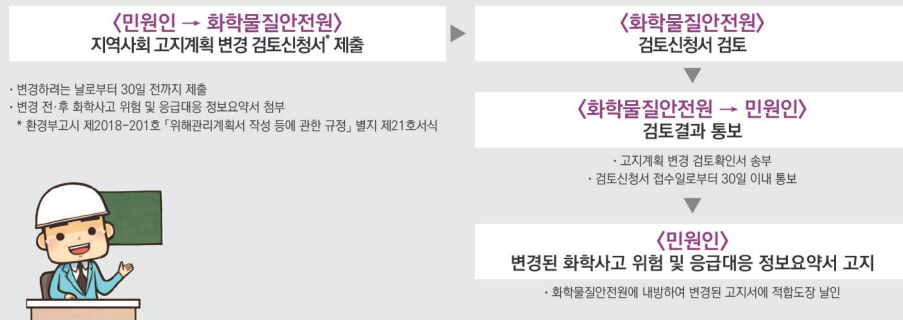 〈민원인 → 화학물질안전원〉
지역사회 고지계획 변경 검토신청서* 제출
· 변경하려는 날로부터 30일 전까지 제출
· 변경 전·후 화학사고 위험 및 응급대응 정보요약서 첨부
* 환경부고시 제2018-201호 「위해관리계획서 작성 등에 관한 규정」 별지 제21호서식
〈화학물질안전원〉
검토신청서 검토
〈화학물질안전원 → 민원인〉
검토결과 통보
· 고지계획 변경 검토확인서 송부
· 검토신청서 접수일로부터 30일 이내 통보
〈민원인〉
변경된 화학사고 위험 및 응급대응 정보요약서 고지
· 화학물질안전원에 내방하여 변경된 고지서에 적합도장 날인